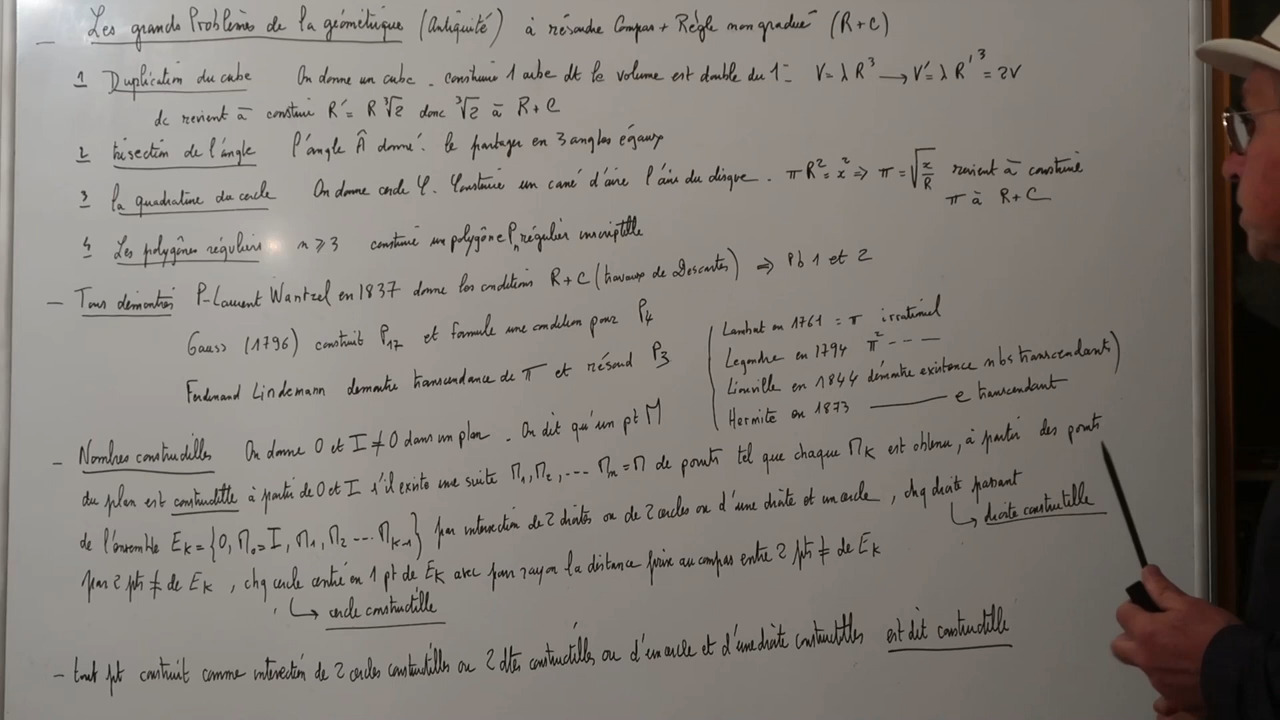 — Les grands Problèmes de la géométrique (Antiquité) à résoudre Compas + Règle non graduée (R+C)
1 Duplication du cube On donne un cube. construire 1 cube dt le volume est double du 1er V = λR³ → V' = λR'³ = 2V
dc revient à construire R' = R∛2 donc ∛2 à R+C
2 trisection de l'angle l'angle Â donné. le partager en 3 angles égaux
3 la quadrature du cercle On donne cercle φ. Construire un carré d'aire l'aire du disque. πR² = x² ⇒ π = √(x/R) revient à construire
π à R+C
4 Les polygônes réguliers n ⩾ 3 construire un polygône Pn régulier inscriptible
— Tous démontrés P-Laurent Wantzel en 1837 donne les conditions R+C (travaux de Descartes) ⇒ Pb 1 et 2
Gauss (1796) construit P17 et formule une condition pour P4
Ferdinand Lindemann démontre transcendance de π et résoud P3
(Lambert en 1761 = π irrationnel
Legendre en 1794 π² - - -
Liouville en 1844 démontre existence nbs transcendants)
Hermite en 1873 ——— e transcendant
— Nombres constructibles On donne O et I ≠ O dans un plan. On dit qu'un pt M
du plan est constructible à partir de O et I s'il existe une suite M1, M2, ---- Mm = M de points tel que chaque MK est obtenu, à partir des points
de l'ensemble EK = {O, M0 = I, M1, M2 --- MK-1} par intersection de 2 droites ou de 2 cercles ou d'une droite et un cercle, chq droite passant
↳ droite constructible
par 2 pts ≠ de EK, chq cercle centré en 1 pt de EK avec pour rayon la distance prise au compas entre 2 pts ≠ de EK
↳ cercle constructible
— tout pt construit comme intersection de 2 cercles constructibles ou 2 dtes constructibles ou d'un cercle et d'une droite constructibles est dit constructible